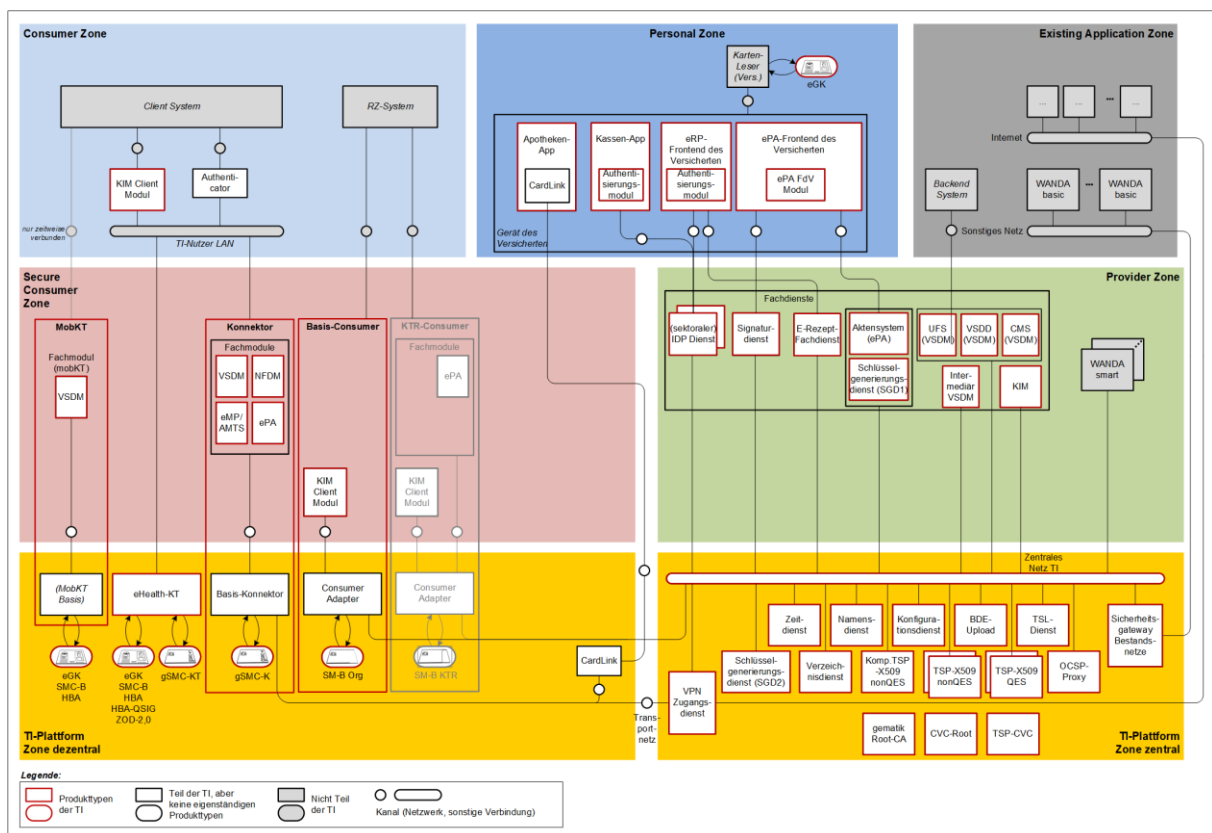 Consumer Zone
Client System
RZ-System
KIM Client
Modul
Authenti-
cator
nur zeitweise
verbunden
TI-Nutzer LAN
Personal Zone
Karten-
Leser
(Vers.)
eGK
Apotheken-
App
CardLink
Kassen-App
Authenti-
sierungs-
modul
eRP-
Frontend des
Versicherten
Authenti-
sierungs-
modul
ePA-Frontend des
Versicherten
ePA FdV
Modul
Gerät des
Versicherten
Existing Application Zone
...
...
...
...
Internet
Backend
System
WANDA
basic
...
WANDA
basic
Sonstiges Netz
Secure
Consumer
Zone
MobKT
Fachmodul
(mobKT)
VSDM
Konnektor
Fachmodule
VSDM
NFDM
eMP/
AMTS
ePA
Basis-Consumer
KIM
Client
Modul
KTR-Consumer
Fachmodule
ePA
KIM
Client
Modul
Provider Zone
Fachdienste
(sektoraler)
IDP Dienst
Signatur-
dienst
E-Rezept-
Fachdienst
Aktensystem
(ePA)
Schlüssel-
generierungs-
dienst (SGD1)
UFS
(VSDM)
VSDD
(VSDM)
CMS
(VSDM)
Inter-
mediär
VSDM
KIM
WANDA
smart
(MobKT
Basis)
eGK
SMC-B
HBA
eHealth-KT
eGK
SMC-B
HBA
HBA-QSIG
ZOD-2,0
gSMC-KT
Basis-Konnektor
gSMC-K
Consumer
Adapter
SM-B Org
Consumer
Adapter
SM-B KTR
CardLink
Trans-
port-
netz
TI-Plattform
Zone dezentral
Zentrales
Netz TI
Zeit-
dienst
Namens-
dienst
Konfigura-
tionsdienst
BDE-
Upload
TSL-
Dienst
Sicherheits-
gateway
Bestands-
netze
VPN
Zugangs-
dienst
Schlüssel-
generierungs-
dienst (SGD2)
Verzeich-
nisdienst
Komp.TSP
-X509
nonQES
TSP-X509
nonQES
TSP-X509
QES
OCSP-
Proxy
gematik
Root-CA
CVC-Root
TSP-CVC
TI-Plattform
Zone zentral
Legende:
Produkttypen
der TI
Teil der TI, aber
keine eigenständigen
Produkttypen
Nicht Teil
der TI
Kanal (Netzwerk, sonstige Verbindung)